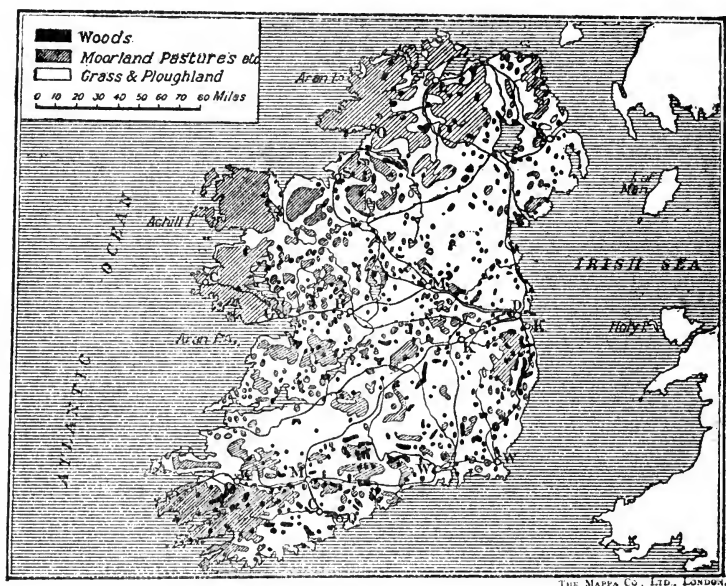 Woods.
Moorland Pastures etc
Grass & Ploughland
0 10 20 30 40 50 60 70 80 Miles
Aran I.
Achill I.
OCEAN
I. of
Man
IRISH SEA
Holy I.
Aran Is.
ATLANTIC
D
K
S
O
M
W
W
M
C
THE MAPPA CO., LTD., LONDON